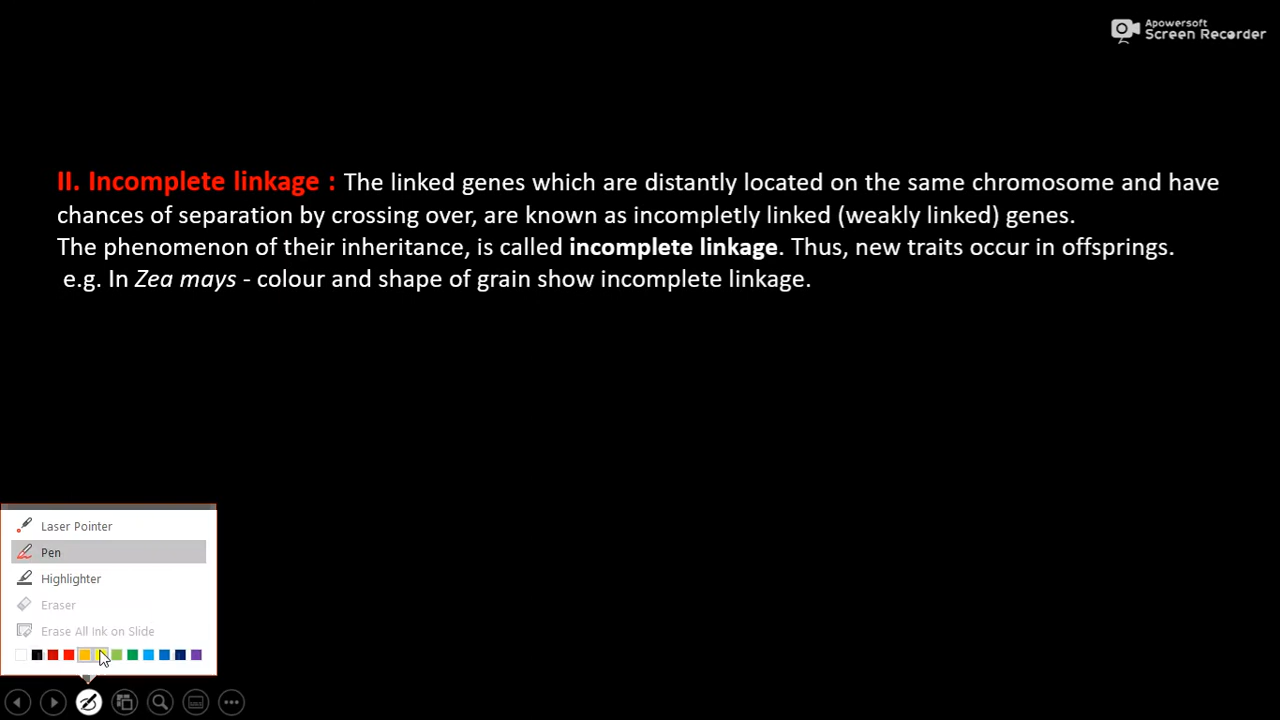 Apowersoft
Screen Recorder
II. Incomplete linkage : The linked genes which are distantly located on the same chromosome and have
chances of separation by crossing over, are known as incompletly linked (weakly linked) genes.
The phenomenon of their inheritance, is called incomplete linkage. Thus, new traits occur in offsprings.
e.g. In Zea mays - colour and shape of grain show incomplete linkage.
Laser Pointer
Pen
Highlighter
Eraser
Erase All Ink on Slide